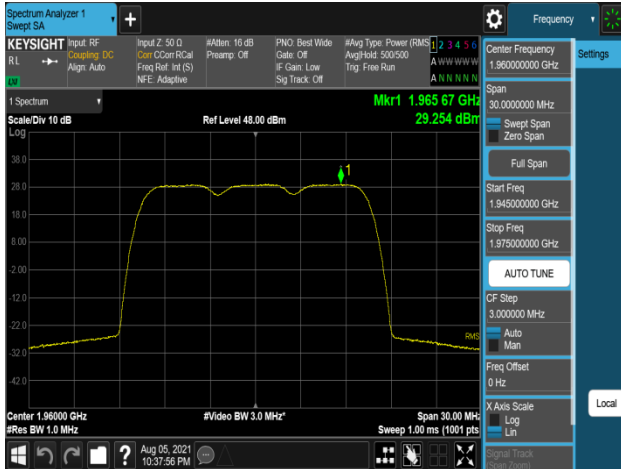 Spectrum Analyzer 1
Swept SA
+
Frequency
KEYSIGHT
RL
Input: RF
Coupling: DC
Align: Auto
Input Z: 50 Ω
Corr CCorr RCal
Freq Ref: Int (S)
NFE: Adaptive
#Atten: 16 dB
Preamp: Off
PNO: Best Wide
Gate: Off
IF Gain: Low
Sig Track: Off
#Avg Type: Power (RMS
Avg|Hold: 500/500
Trig: Free Run
1 2 3 4 5 6
A W W W W W
A N N N N N
LVI
1 Spectrum
Scale/Div 10 dB
Ref Level 48.00 dBm
Mkr1 1.965 67 GHz
29.254 dBm
Log
38.0
28.0
18.0
8.00
-2.00
-12.0
-22.0
-32.0
-42.0
1
RMS
Center 1.96000 GHz
#Res BW 1.0 MHz
#Video BW 3.0 MHz*
Span 30.00 MHz
Sweep 1.00 ms (1001 pts
Aug 05, 2021
10:37:56 PM
?
Center Frequency
1.960000000 GHz
Settings
Span
30.0000000 MHz
Swept Span
Zero Span
Full Span
Start Freq
1.945000000 GHz
Stop Freq
1.975000000 GHz
AUTO TUNE
CF Step
3.000000 MHz
Auto
Man
Freq Offset
0 Hz
X Axis Scale
Log
Lin
Local
Signal Track
(Span Zoom)